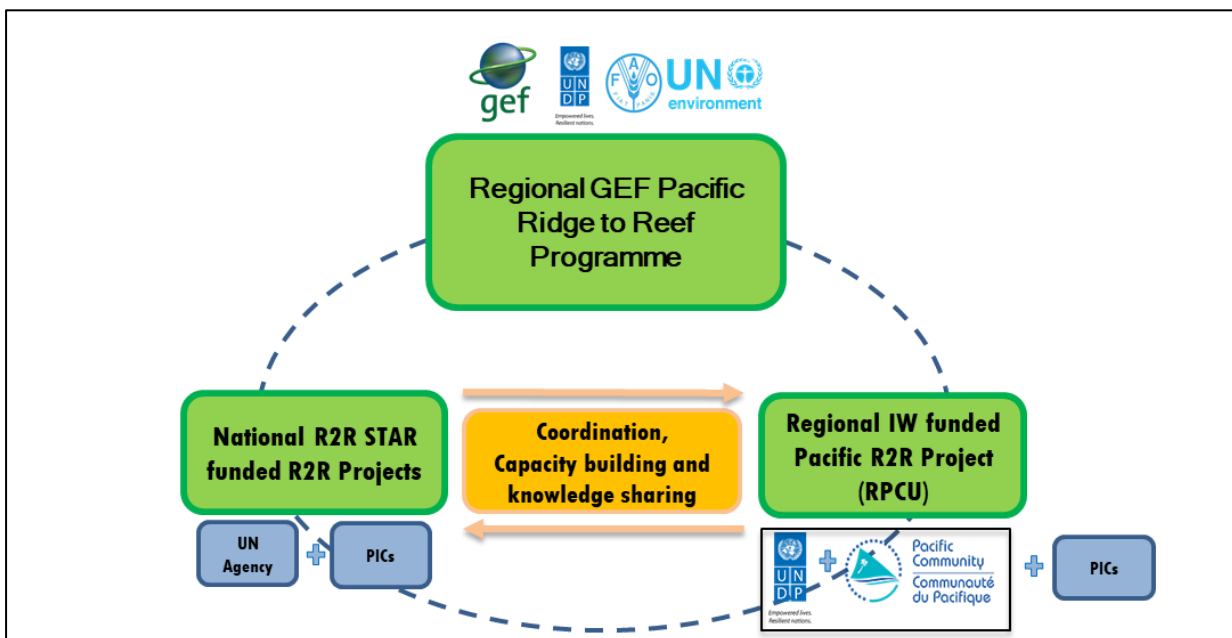 gef
U N
D P
Empowered lives.
Resilient nations.
F A O
FIAT PANIS
UN
environment
Regional GEF Pacific
Ridge to Reef
Programme
National R2R STAR
funded R2R Projects
Coordination,
Capacity building and
knowledge sharing
Regional IW funded
Pacific R2R Project
(RPCU)
UN
Agency
+
PICs
U N
D P
Empowered lives.
Resilient nations.
+
Pacific
Community
Communauté
du Pacifique
+
PICs